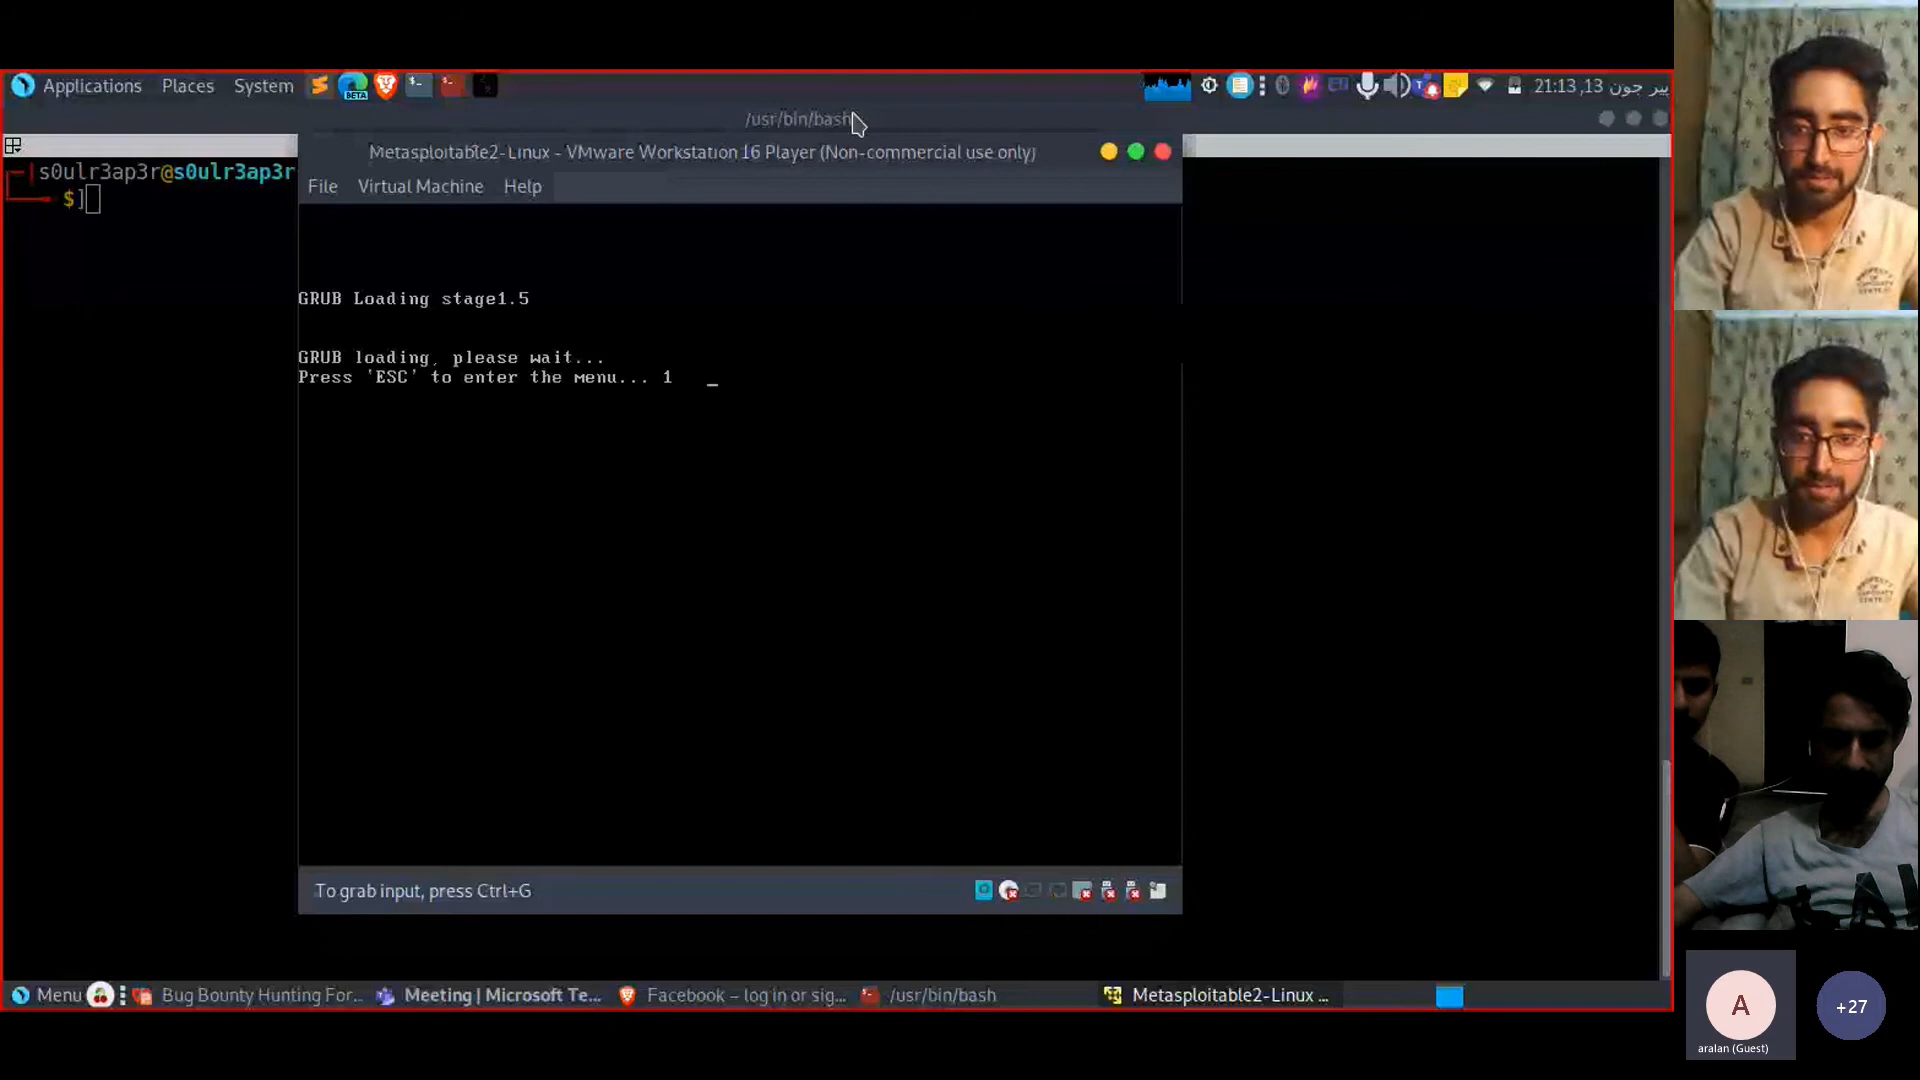 Applications Places System
BETA
21:13 ,13 پیر جون
/usr/bin/bash
Metasploitable2-Linux - VMware Workstation 16 Player (Non-commercial use only)
s0ulr3ap3r@s0ulr3ap3r
$
File Virtual Machine Help
GRUB Loading stage1.5
GRUB loading, please wait...
Press 'ESC' to enter the menu... 1
To grab input, press Ctrl+G
Menu
Bug Bounty Hunting For...
Meeting | Microsoft Te...
Facebook – log in or sig...
/usr/bin/bash
Metasploitable2-Linux ...
PROPERTY
OF
A
aralan (Guest)
+27